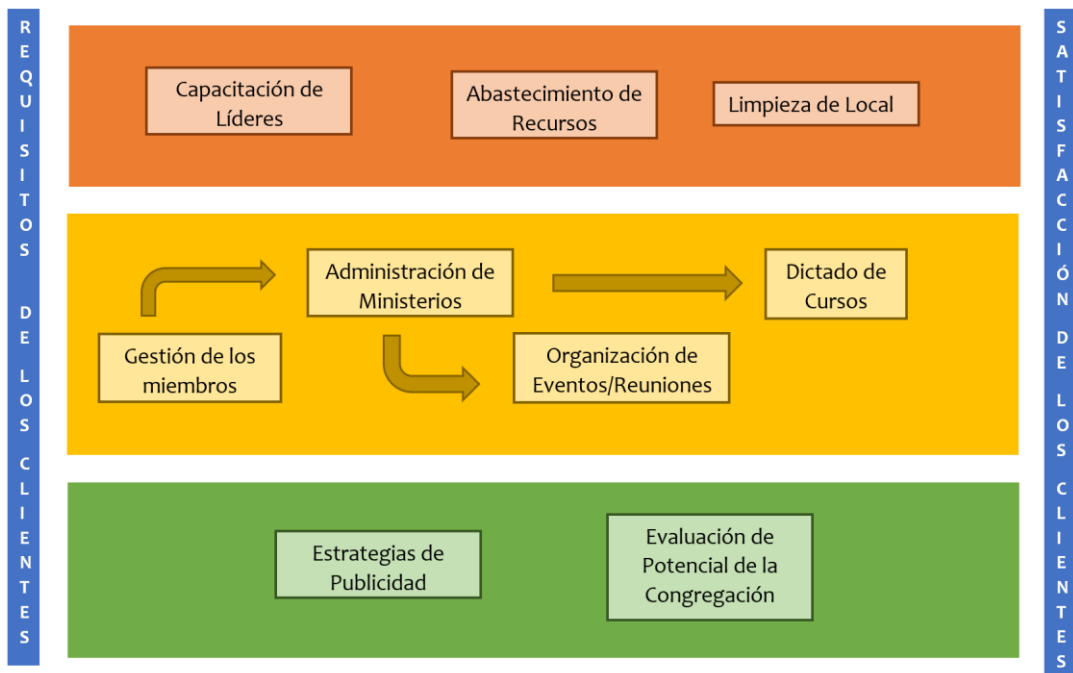 REQUISITOS DE LOS CLIENTES
Capacitación de
Líderes
Abastecimiento de
Recursos
Limpieza de Local
Administración de
Ministerios
Dictado de
Cursos
Gestión de los
miembros
Organización de
Eventos/Reuniones
Estrategias de
Publicidad
Evaluación de
Potencial de la
Congregación
SATISFACCIÓN DE LOS CLIENTES